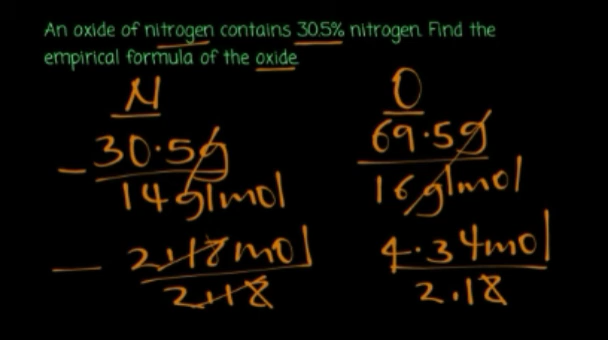 An oxide of nitrogen contains 30.5% nitrogen. Find the
empirical formula of the oxide
N O
30.5g 69.5g
14g/mol 16g/mol
2.18mol 4.34mol
2.18 2.18